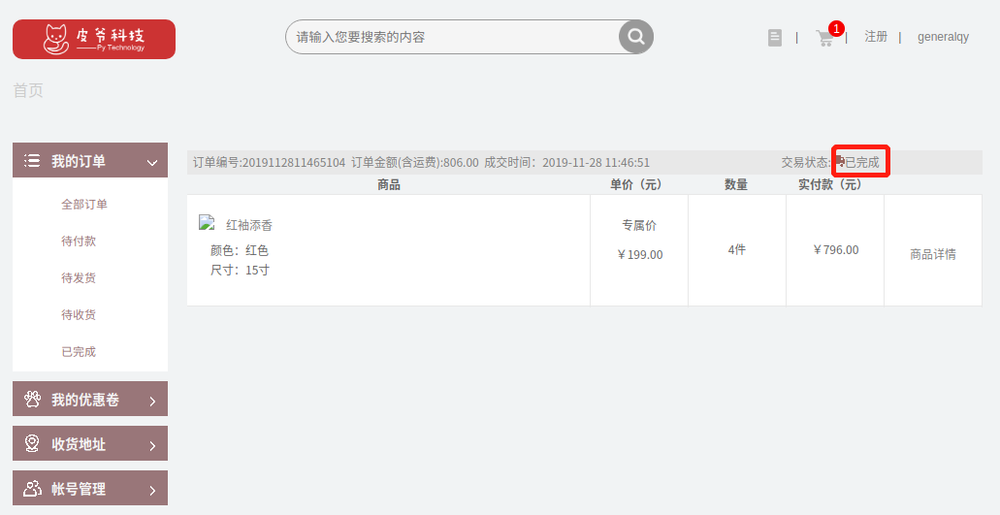 皮爷科技
Py Technology
请输入您要搜索的内容
|
1
|
注册
|
generalqy
首页
我的订单
全部订单
待付款
待发货
待收货
已完成
我的优惠卷
收货地址
帐号管理
订单编号:2019112811465104 订单金额(含运费):806.00 成交时间：2019-11-28 11:46:51 交易状态: 已完成
商品 单价（元） 数量 实付款（元）
红袖添香
颜色：红色
尺寸：15寸
专属价
￥199.00
4件
￥796.00
商品详情